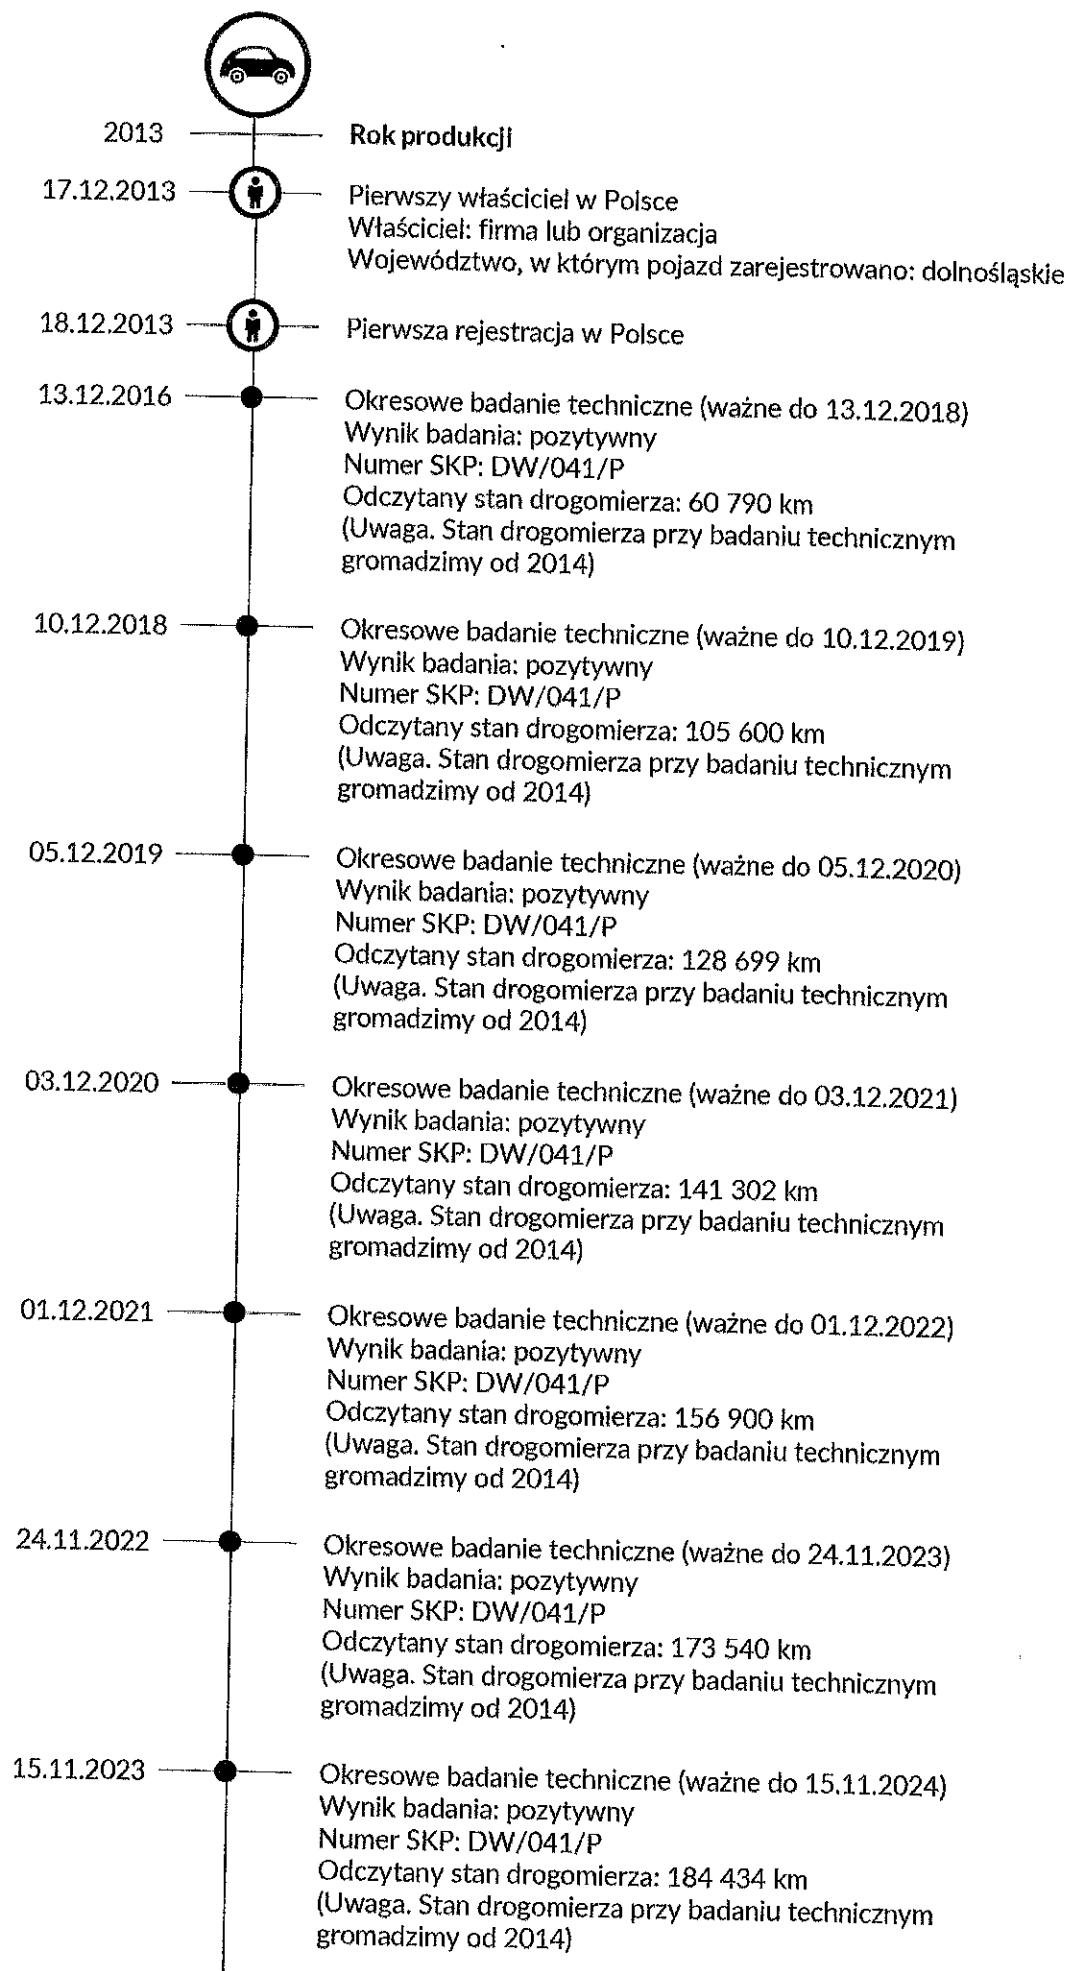 2013
Rok produkcji
17.12.2013
Pierwszy właściciel w Polsce
Właściciel: firma lub organizacja
Województwo, w którym pojazd zarejestrowano: dolnośląskie
18.12.2013
Pierwsza rejestracja w Polsce
13.12.2016
Okresowe badanie techniczne (ważne do 13.12.2018)
Wynik badania: pozytywny
Numer SKP: DW/041/P
Odczytany stan drogomierza: 60 790 km
(Uwaga. Stan drogomierza przy badaniu technicznym
gromadzimy od 2014)
10.12.2018
Okresowe badanie techniczne (ważne do 10.12.2019)
Wynik badania: pozytywny
Numer SKP: DW/041/P
Odczytany stan drogomierza: 105 600 km
(Uwaga. Stan drogomierza przy badaniu technicznym
gromadzimy od 2014)
05.12.2019
Okresowe badanie techniczne (ważne do 05.12.2020)
Wynik badania: pozytywny
Numer SKP: DW/041/P
Odczytany stan drogomierza: 128 699 km
(Uwaga. Stan drogomierza przy badaniu technicznym
gromadzimy od 2014)
03.12.2020
Okresowe badanie techniczne (ważne do 03.12.2021)
Wynik badania: pozytywny
Numer SKP: DW/041/P
Odczytany stan drogomierza: 141 302 km
(Uwaga. Stan drogomierza przy badaniu technicznym
gromadzimy od 2014)
01.12.2021
Okresowe badanie techniczne (ważne do 01.12.2022)
Wynik badania: pozytywny
Numer SKP: DW/041/P
Odczytany stan drogomierza: 156 900 km
(Uwaga. Stan drogomierza przy badaniu technicznym
gromadzimy od 2014)
24.11.2022
Okresowe badanie techniczne (ważne do 24.11.2023)
Wynik badania: pozytywny
Numer SKP: DW/041/P
Odczytany stan drogomierza: 173 540 km
(Uwaga. Stan drogomierza przy badaniu technicznym
gromadzimy od 2014)
15.11.2023
Okresowe badanie techniczne (ważne do 15.11.2024)
Wynik badania: pozytywny
Numer SKP: DW/041/P
Odczytany stan drogomierza: 184 434 km
(Uwaga. Stan drogomierza przy badaniu technicznym
gromadzimy od 2014)